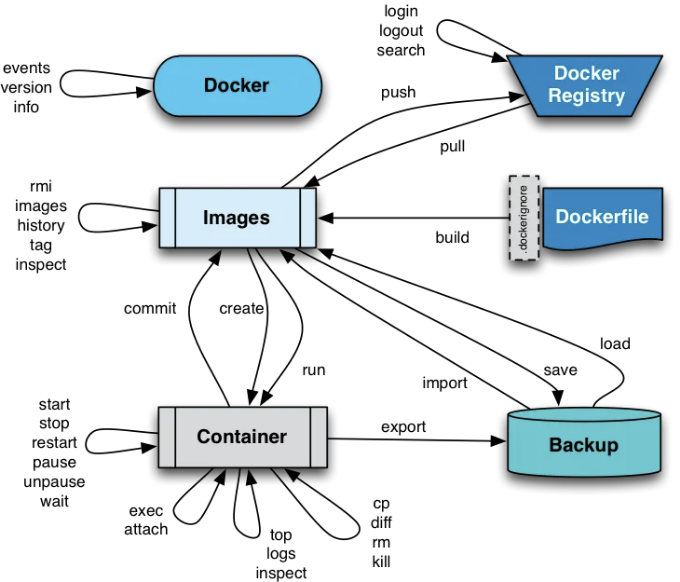 login
logout
search
events
version
info
Docker
Docker
Registry
push
pull
rmi
images
history
tag
inspect
Images
build
.dockerignore
Dockerfile
commit
create
run
import
save
load
start
stop
restart
pause
unpause
wait
Container
export
Backup
exec
attach
top
logs
inspect
cp
diff
rm
kill